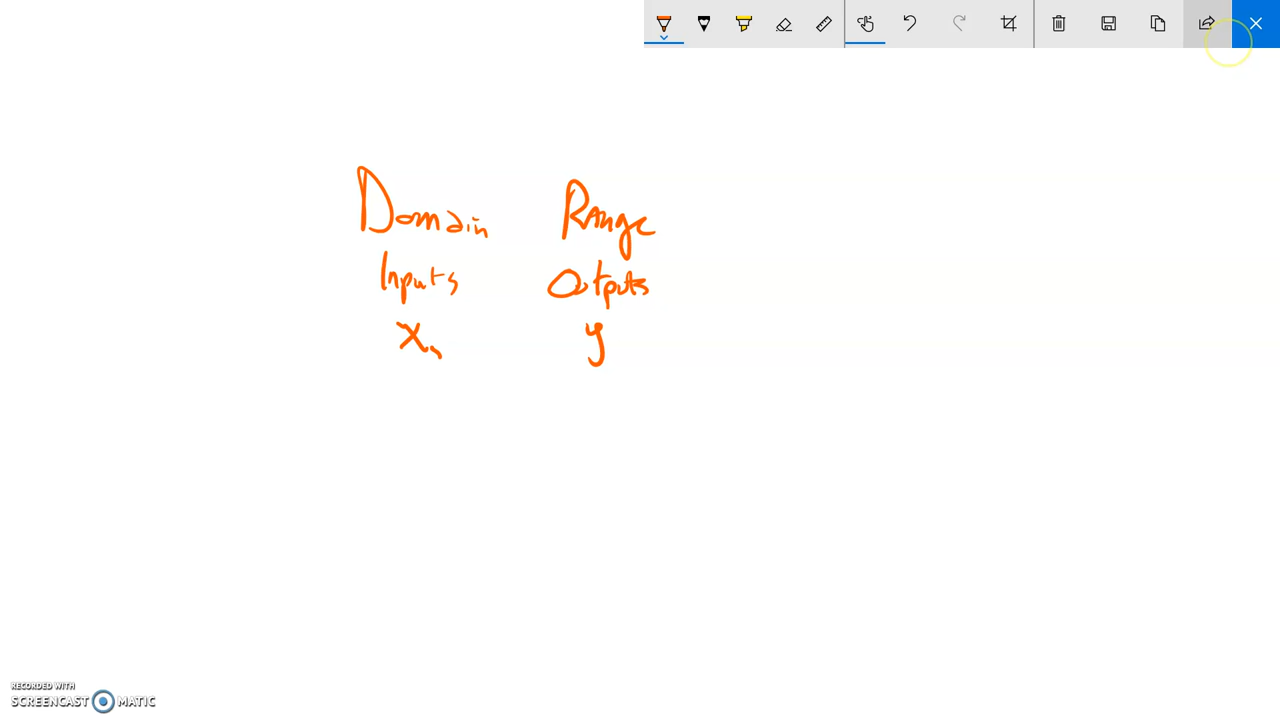 Domain Range
Inputs Outputs
x y
RECORDED WITH
SCREENCAST MATIC